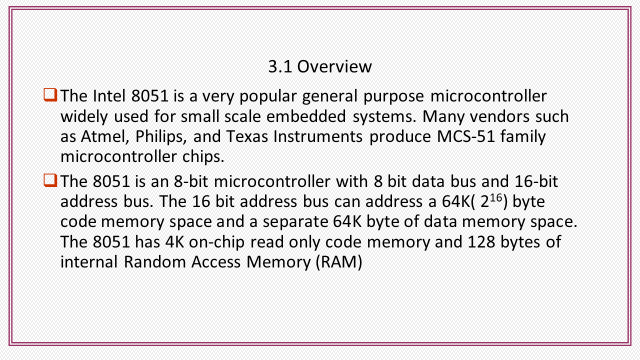 3.1 Overview
The Intel 8051 is a very popular general purpose microcontroller
widely used for small scale embedded systems. Many vendors such
as Atmel, Philips, and Texas Instruments produce MCS-51 family
microcontroller chips.
The 8051 is an 8-bit microcontroller with 8 bit data bus and 16-bit
address bus. The 16 bit address bus can address a 64K( 2¹⁶) byte
code memory space and a separate 64K byte of data memory space.
The 8051 has 4K on-chip read only code memory and 128 bytes of
internal Random Access Memory (RAM)